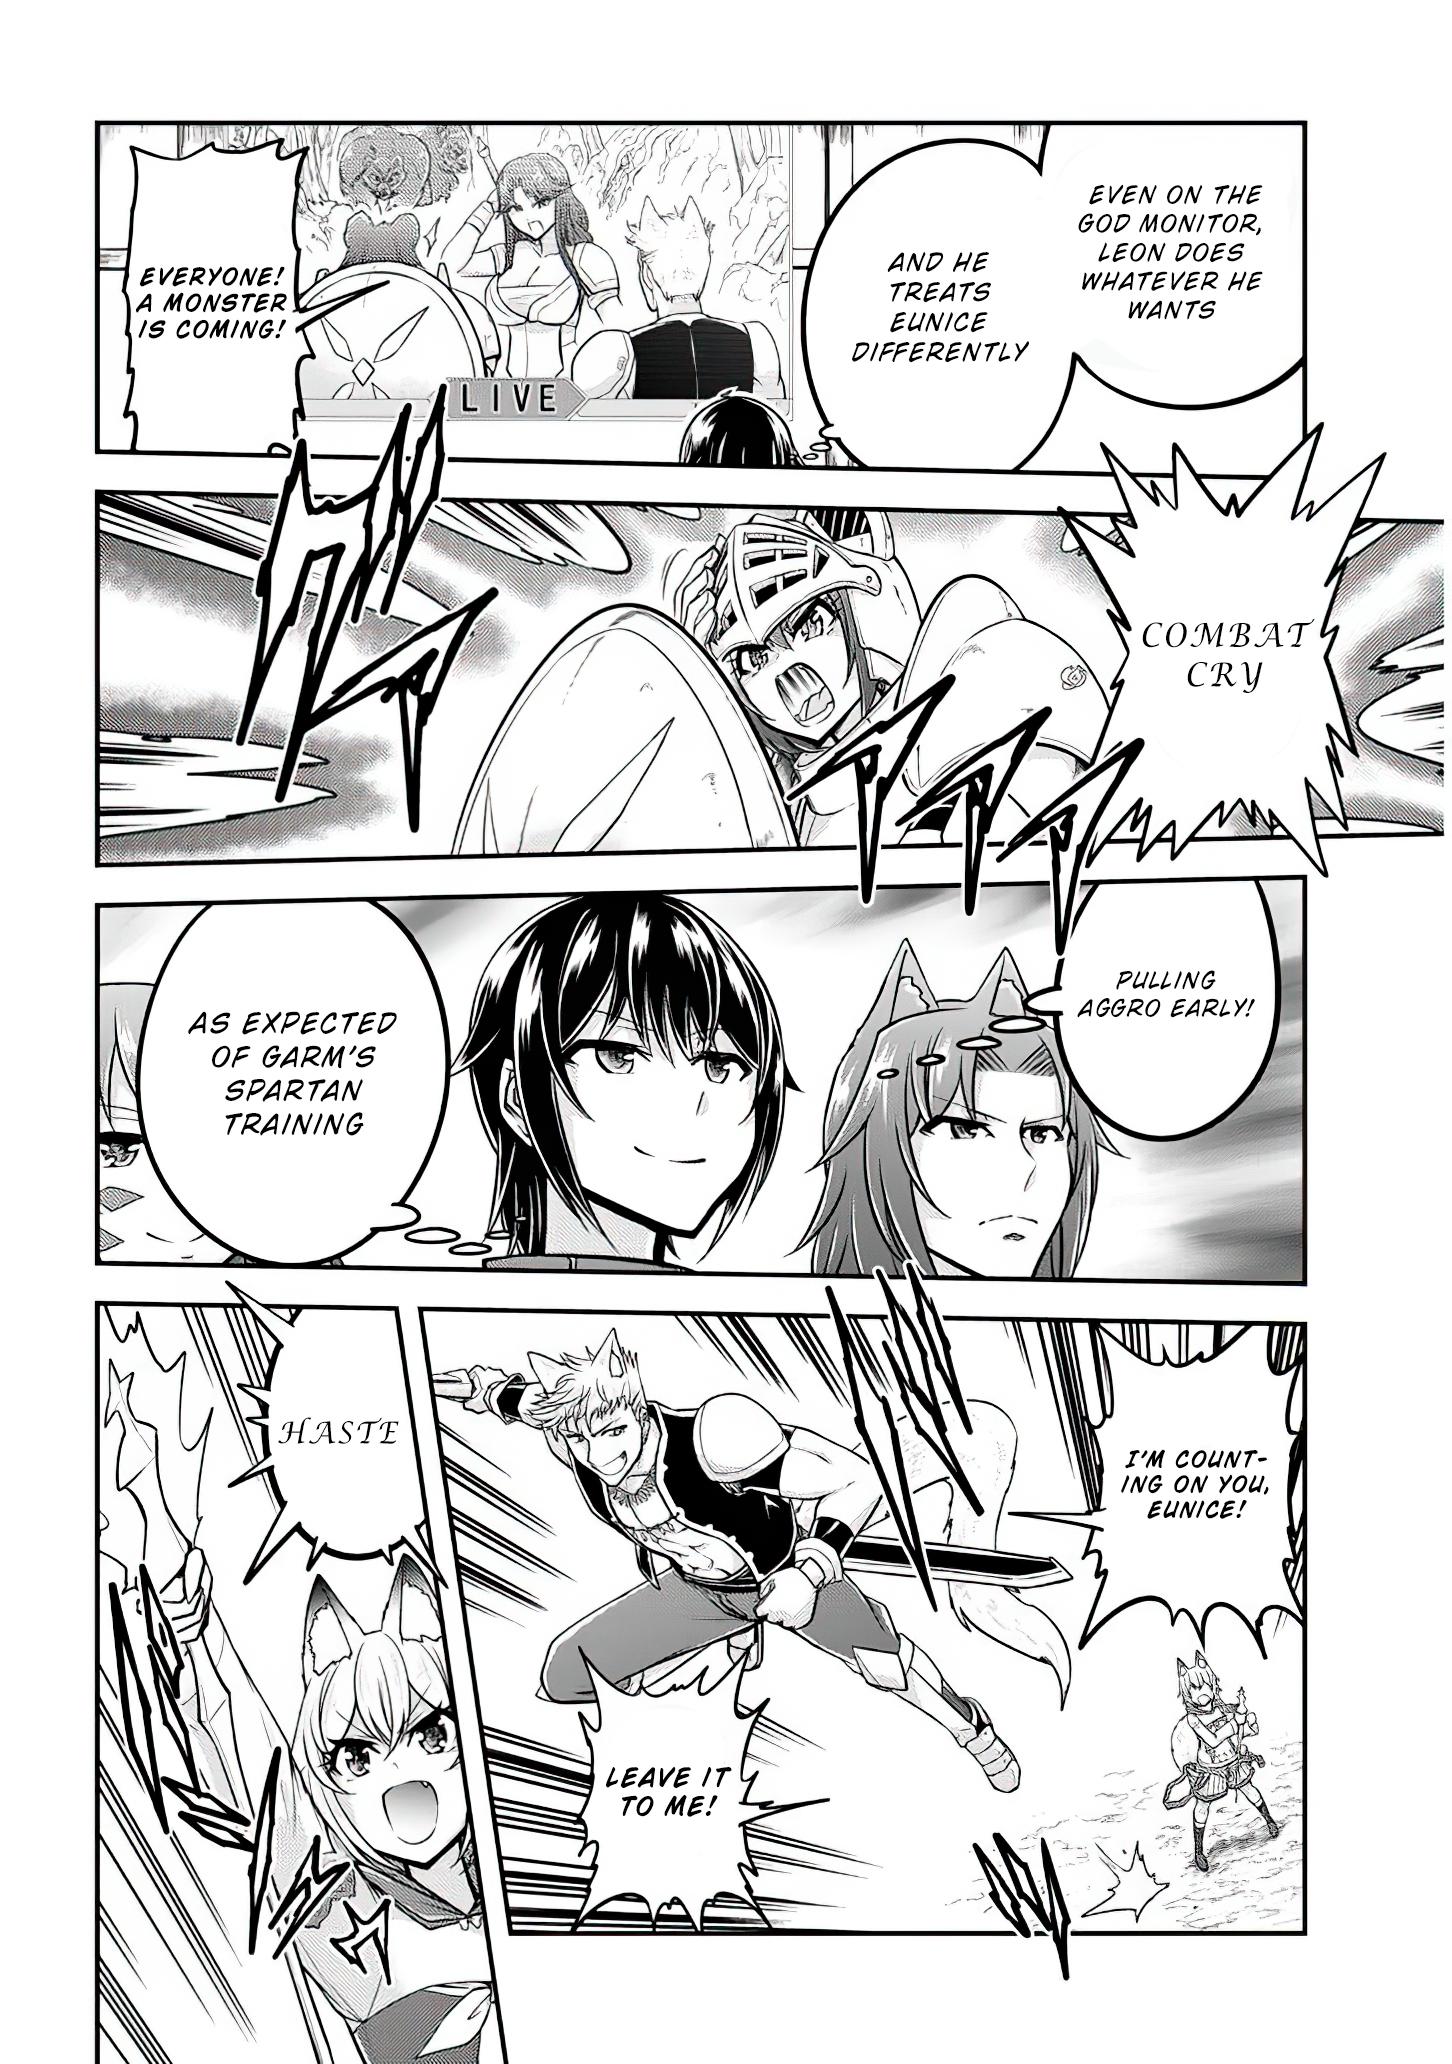 EVEN ON THE
GOD MONITOR,
LEON DOES
WHATEVER HE
WANTS
AND HE
TREATS
EUNICE
DIFFERENTLY
EVERYONE!
A MONSTER
IS COMING!
LIVE
COMBAT
CRY
PULLING
AGGRO EARLY!
AS EXPECTED
OF GARM'S
SPARTAN
TRAINING
I'M COUNT-
ING ON YOU,
EUNICE!
LEAVE IT
TO ME!
HASTE